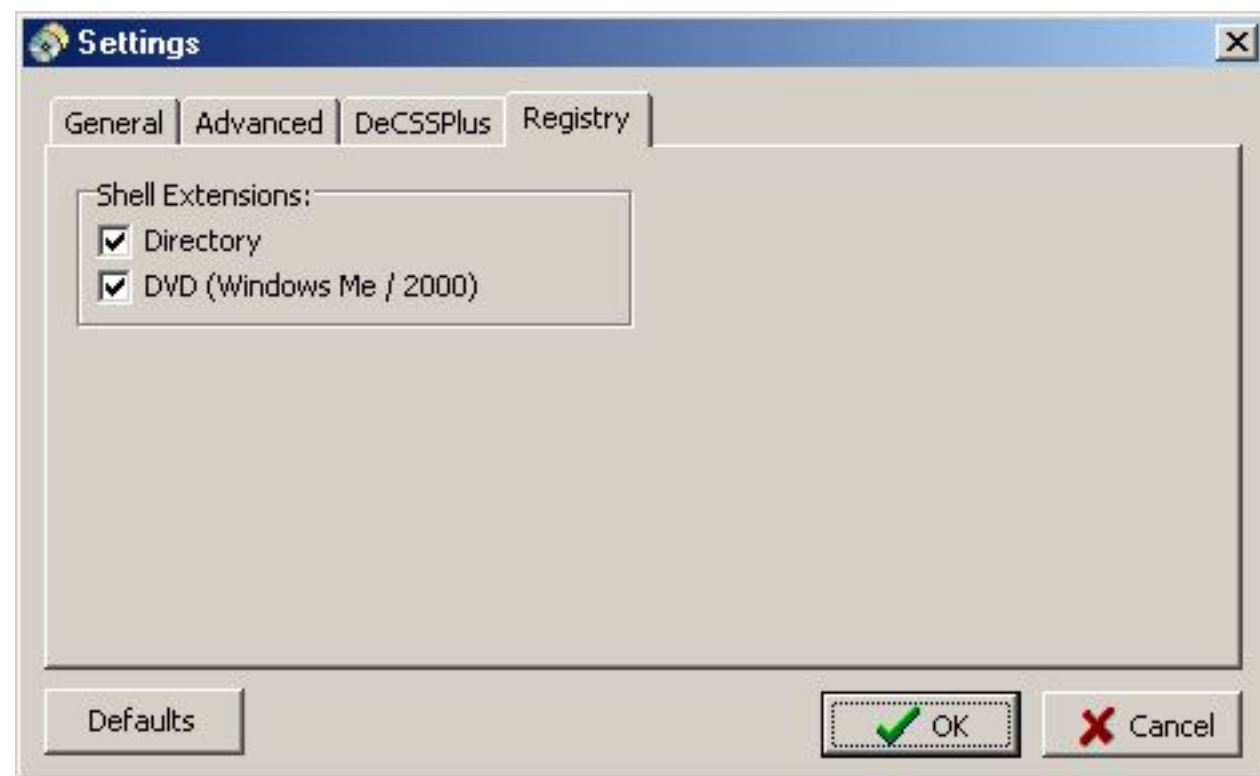 Settings
General Advanced DeCSSPlus Registry
Shell Extensions:
Directory
DVD (Windows Me / 2000)
Defaults OK Cancel